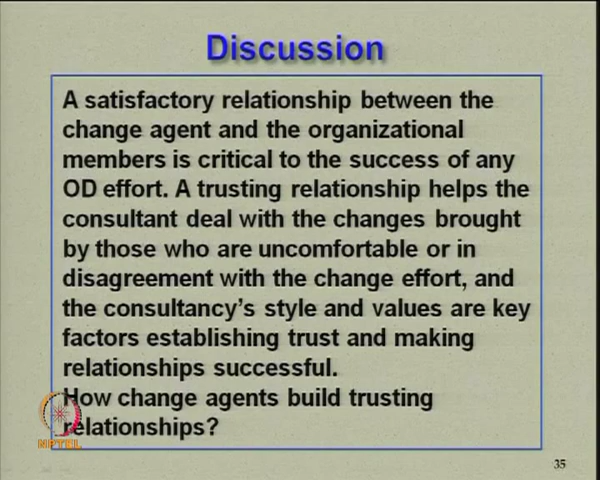 Discussion
A satisfactory relationship between the
change agent and the organizational
members is critical to the success of any
OD effort. A trusting relationship helps the
consultant deal with the changes brought
by those who are uncomfortable or in
disagreement with the change effort, and
the consultancy's style and values are key
factors establishing trust and making
relationships successful.
How change agents build trusting
relationships?
NPTEL
35